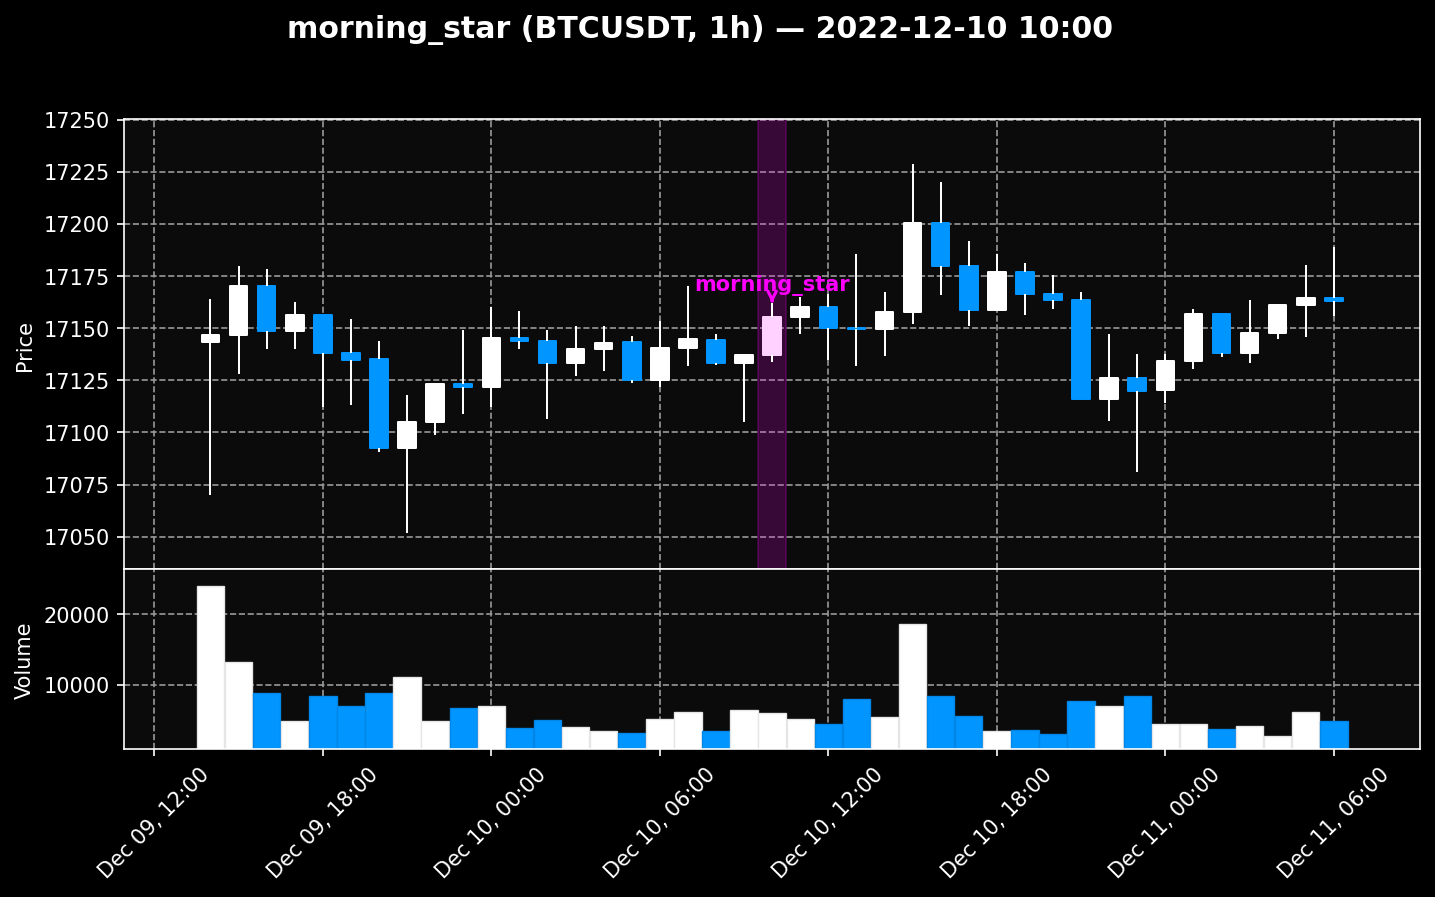 morning_star (BTCUSDT, 1h) — 2022-12-10 10:00
17250
17225
17200
17175
17150
17125
17100
17075
17050
Price
morning_star
20000
10000
Volume
Dec 09, 12:00
Dec 09, 18:00
Dec 10, 00:00
Dec 10, 06:00
Dec 10, 12:00
Dec 10, 18:00
Dec 11, 00:00
Dec 11, 06:00